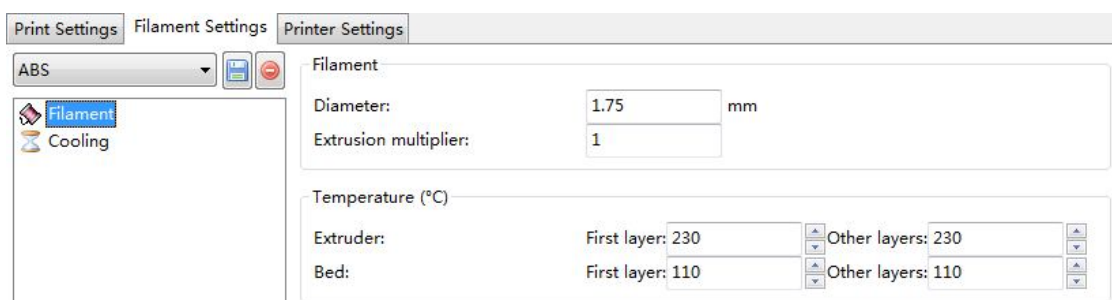 Print Settings Filament Settings Printer Settings
ABS
Filament
Cooling
Filament
Diameter: 1.75 mm
Extrusion multiplier: 1
Temperature (°C)
Extruder: First layer: 230 Other layers: 230
Bed: First layer: 110 Other layers: 110